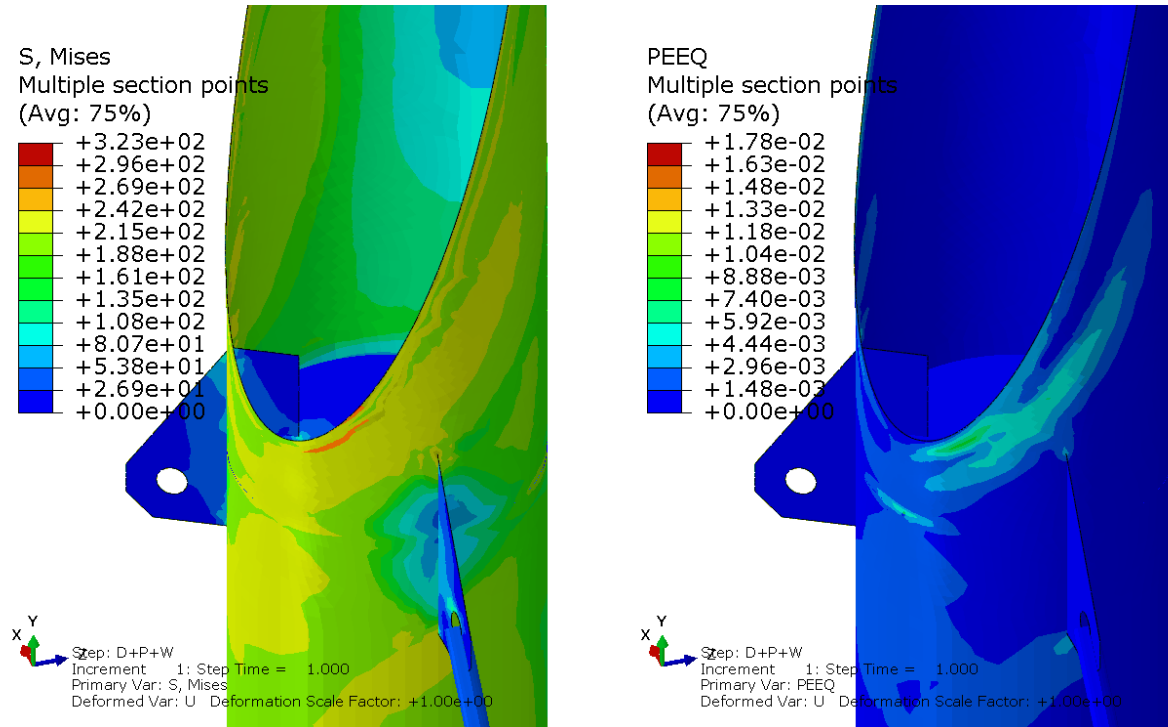 S, Mises
Multiple section points
(Avg: 75%)
+3.23e+02
+2.96e+02
+2.69e+02
+2.42e+02
+2.15e+02
+1.88e+02
+1.61e+02
+1.35e+02
+1.08e+02
+8.07e+01
+5.38e+01
+2.69e+01
+0.00e+00
Y
X
Z
Step: D+P+W
Increment 1: Step Time = 1.000
Primary Var: S, Mises
Deformed Var: U Deformation Scale Factor: +1.00e+00
PEEQ
Multiple section points
(Avg: 75%)
+1.78e-02
+1.63e-02
+1.48e-02
+1.33e-02
+1.18e-02
+1.04e-02
+8.88e-03
+7.40e-03
+5.92e-03
+4.44e-03
+2.96e-03
+1.48e-03
+0.00e+00
Y
X
Z
Step: D+P+W
Increment 1: Step Time = 1.000
Primary Var: PEEQ
Deformed Var: U Deformation Scale Factor: +1.00e+00